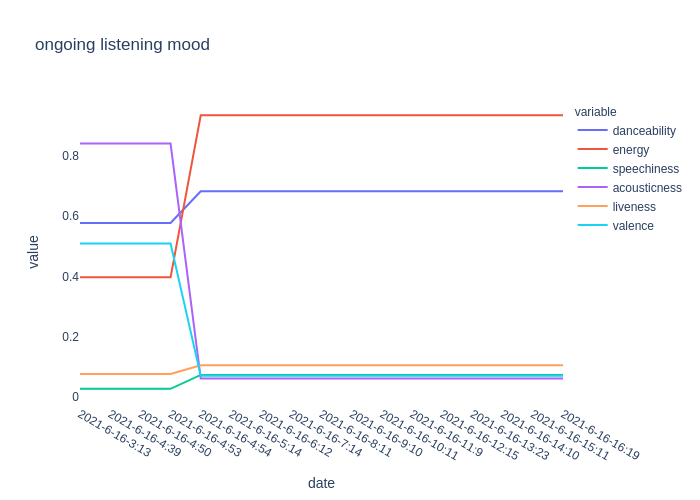 ongoing listening mood
variable
danceability
energy
speechiness
acousticness
liveness
valence
value
0.8
0.6
0.4
0.2
0
2021-6-16-3:13
2021-6-16-4:39
2021-6-16-4:50
2021-6-16-4:53
2021-6-16-4:54
2021-6-16-5:14
2021-6-16-6:12
2021-6-16-7:14
2021-6-16-8:11
2021-6-16-9:10
2021-6-16-10:11
2021-6-16-11:9
2021-6-16-12:15
2021-6-16-13:23
2021-6-16-14:10
2021-6-16-15:11
2021-6-16-16:19
date